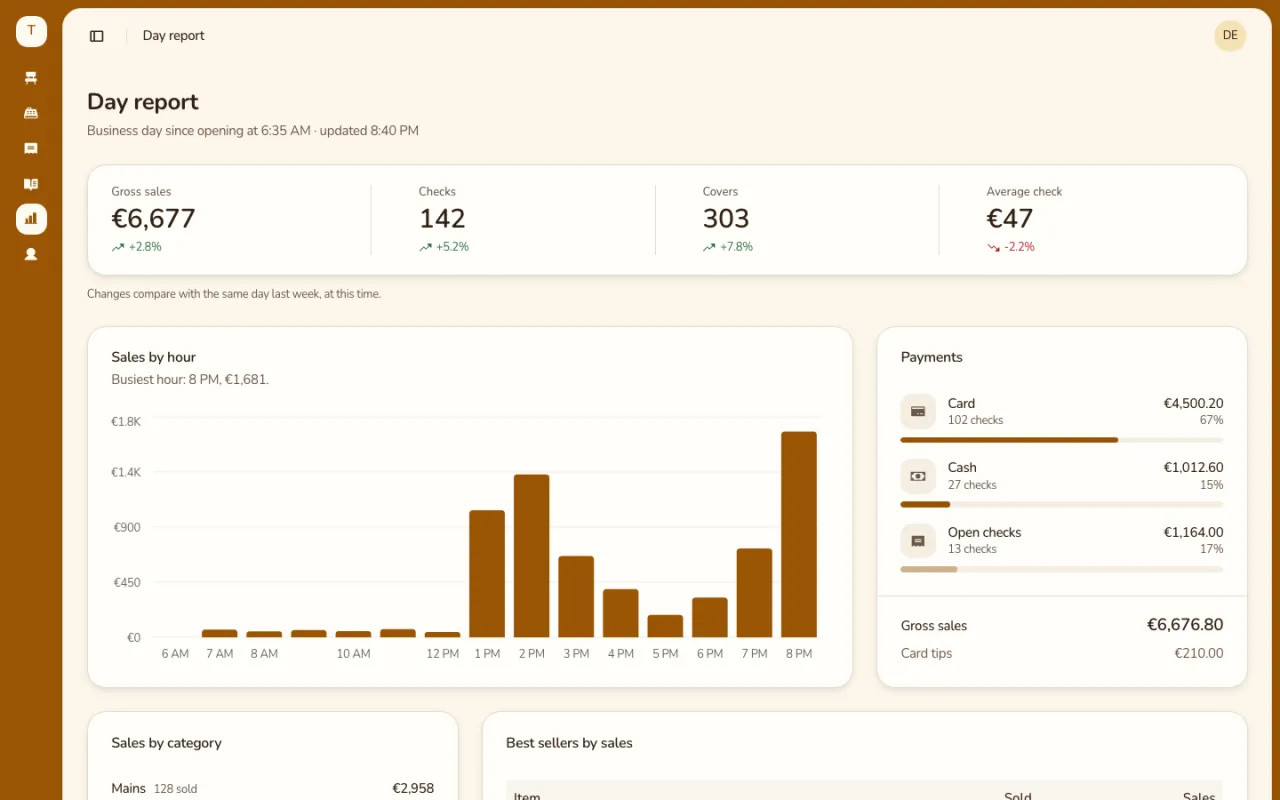 T
Day report
DE
Day report
Business day since opening at 6:35 AM · updated 8:40 PM
Gross sales
€6,677
+2.8%
Checks
142
+5.2%
Covers
303
+7.8%
Average check
€47
-2.2%
Changes compare with the same day last week, at this time.
Sales by hour
Busiest hour: 8 PM, €1,681.
€1.8K
€1.4K
€900
€450
€0
6 AM 7 AM 8 AM 10 AM 12 PM 1 PM 2 PM 3 PM 4 PM 5 PM 6 PM 7 PM 8 PM
Payments
Card €4,500.20
102 checks 67%
Cash €1,012.60
27 checks 15%
Open checks €1,164.00
13 checks 17%
Gross sales €6,676.80
Card tips €210.00
Sales by category
Mains 128 sold €2,958
Best sellers by sales
Item Sold Sales